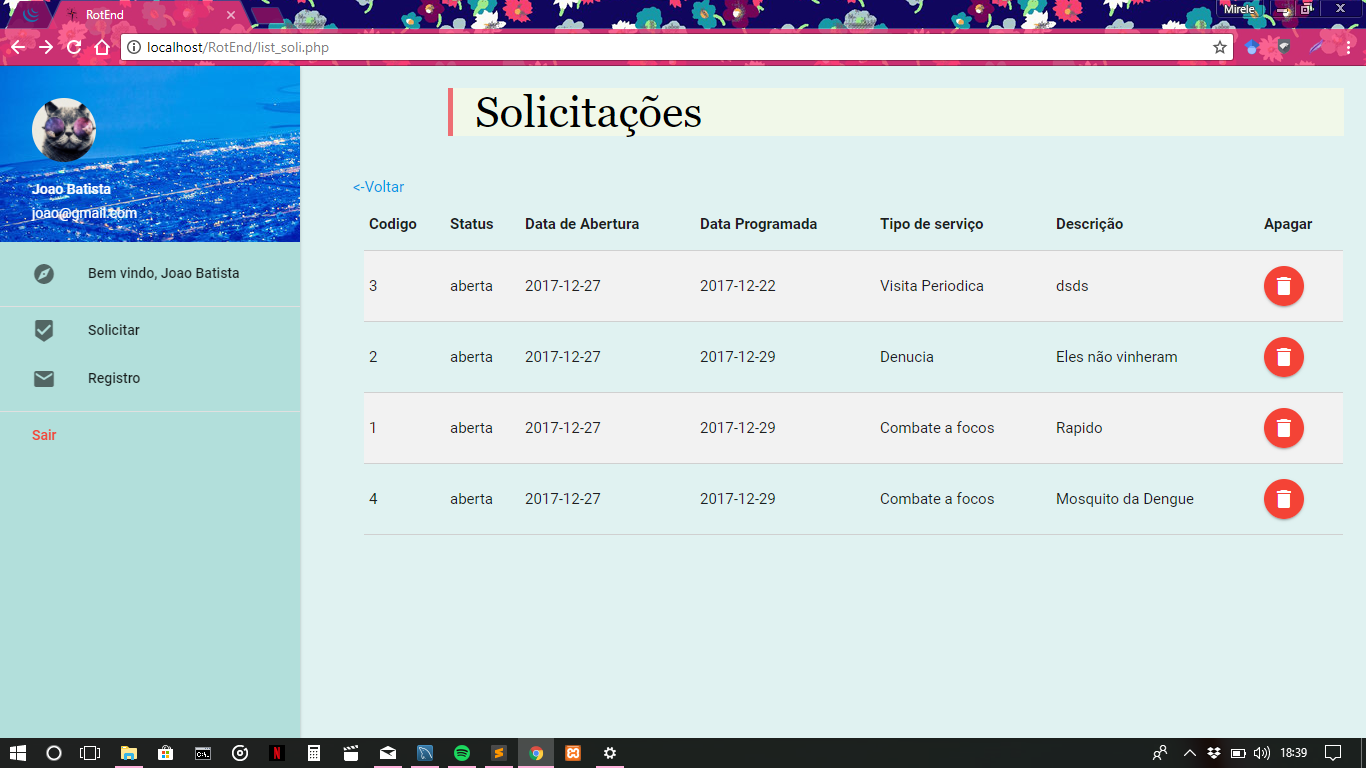 RotEnd
Mirele
localhost/RotEnd/list_soli.php
Joao Batista
joao@gmail.com
Bem vindo, Joao Batista
Solicitar
Registro
Sair
Solicitações
<-Voltar
Codigo Status Data de Abertura Data Programada Tipo de serviço Descrição Apagar
3 aberta 2017-12-27 2017-12-22 Visita Periodica dsds
2 aberta 2017-12-27 2017-12-29 Denucia Eles não vinheram
1 aberta 2017-12-27 2017-12-29 Combate a focos Rapido
4 aberta 2017-12-27 2017-12-29 Combate a focos Mosquito da Dengue
18:39